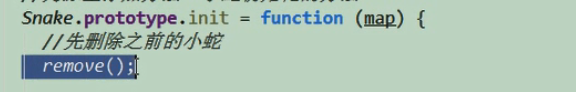 Snake.prototype.init = function (map) {
//先删除之前的小蛇
remove();